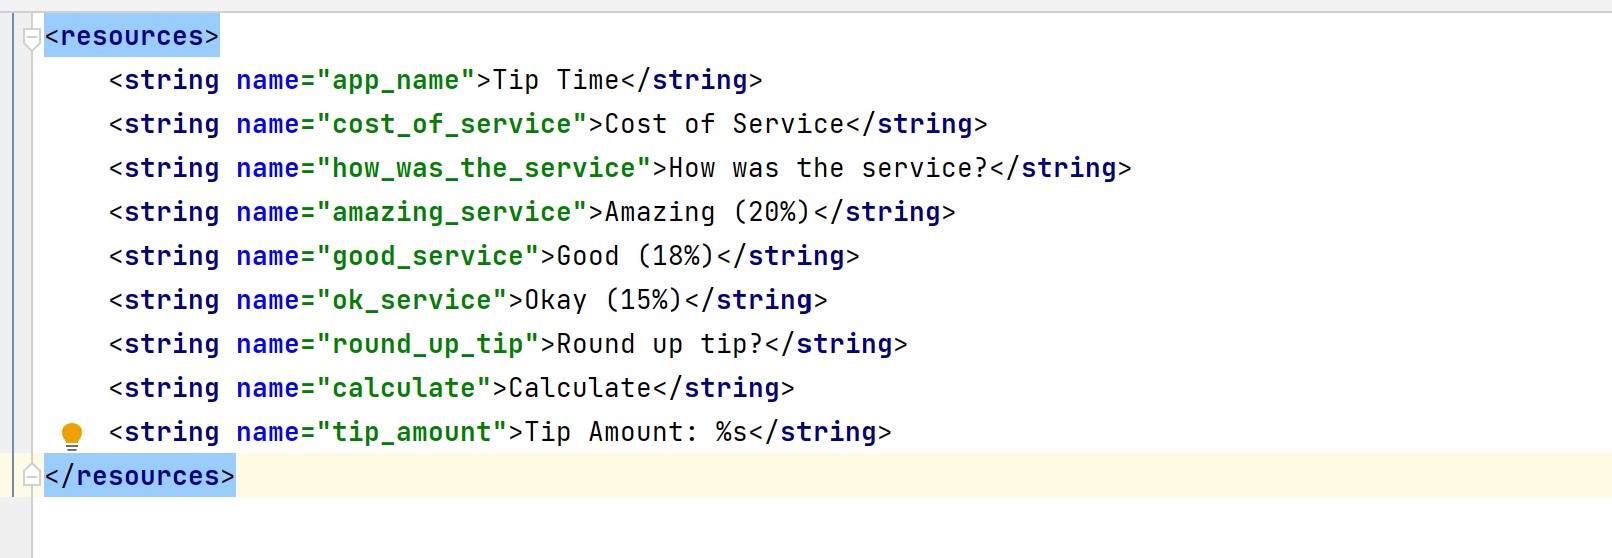 <resources>
    <string name="app_name">Tip Time</string>
    <string name="cost_of_service">Cost of Service</string>
    <string name="how_was_the_service">How was the service?</string>
    <string name="amazing_service">Amazing (20%)</string>
    <string name="good_service">Good (18%)</string>
    <string name="ok_service">Okay (15%)</string>
    <string name="round_up_tip">Round up tip?</string>
    <string name="calculate">Calculate</string>
    <string name="tip_amount">Tip Amount: %s</string>
</resources>